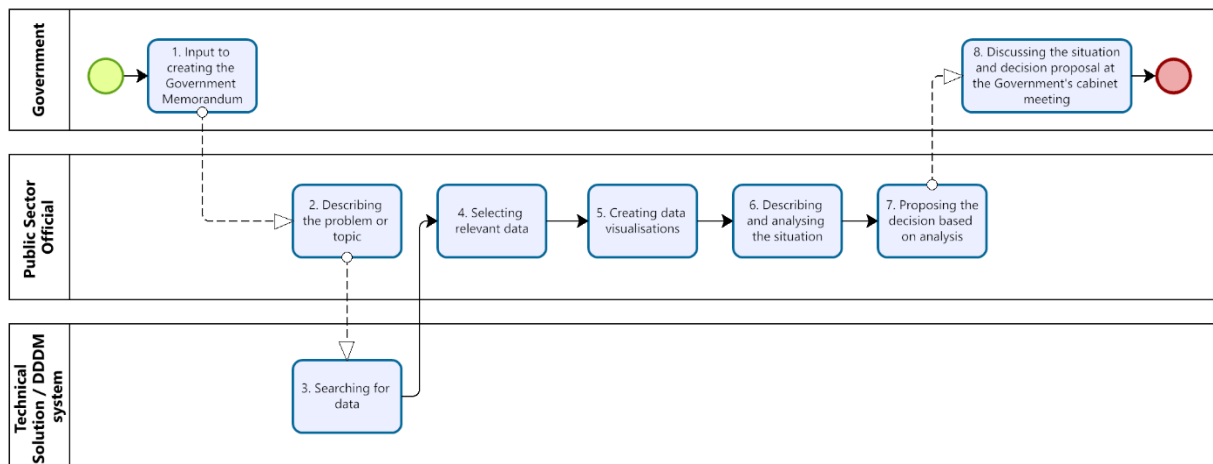 Government
1. Input to
creating the
Government
Memorandum
8. Discussing the situation
and decision proposal at
the Government's cabinet
meeting
Public Sector
Official
2. Describing
the problem or
topic
4. Selecting
relevant data
5. Creating data
visualisations
6. Describing
and analysing
the situation
7. Proposing the
decision based
on analysis
Technical
Solution / DDDM
system
3. Searching for
data